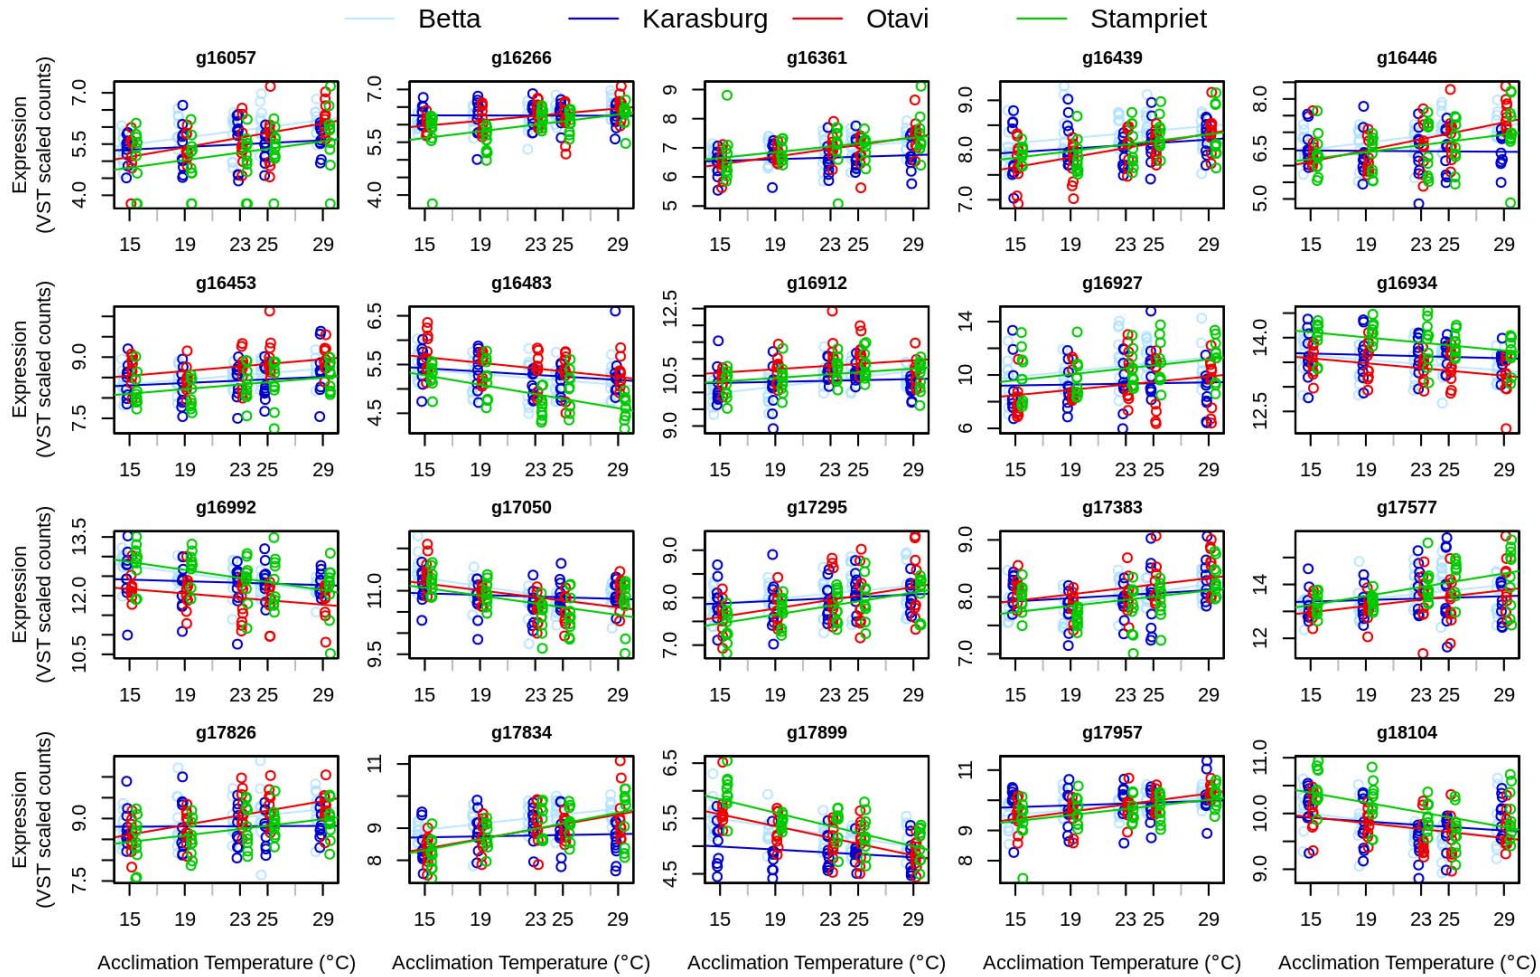 Betta Karasburg Otavi Stampriet
g16057 g16266 g16361 g16439 g16446
Expression
(VST scaled counts)
4.0 5.5 7.0
4.0 5.5 7.0
5 6 7 8 9
7.0 8.0 9.0
5.0 6.5 8.0
15 19 23 25 29 15 19 23 25 29 15 19 23 25 29 15 19 23 25 29 15 19 23 25 29
g16453 g16483 g16912 g16927 g16934
Expression
(VST scaled counts)
7.5 9.0
4.5 5.5 6.5
9.0 10.5 12.5
6 10 14
12.5 14.0
15 19 23 25 29 15 19 23 25 29 15 19 23 25 29 15 19 23 25 29 15 19 23 25 29
g16992 g17050 g17295 g17383 g17577
Expression
(VST scaled counts)
10.5 12.0 13.5
9.5 11.0
7.0 8.0 9.0
7.0 8.0 9.0
12 14
15 19 23 25 29 15 19 23 25 29 15 19 23 25 29 15 19 23 25 29 15 19 23 25 29
g17826 g17834 g17899 g17957 g18104
Expression
(VST scaled counts)
7.5 9.0
8 9 11
4.5 5.5 6.5
8 9 11
9.0 10.0 11.0
15 19 23 25 29 15 19 23 25 29 15 19 23 25 29 15 19 23 25 29 15 19 23 25 29
Acclimation Temperature (°C) Acclimation Temperature (°C) Acclimation Temperature (°C) Acclimation Temperature (°C) Acclimation Temperature (°C)